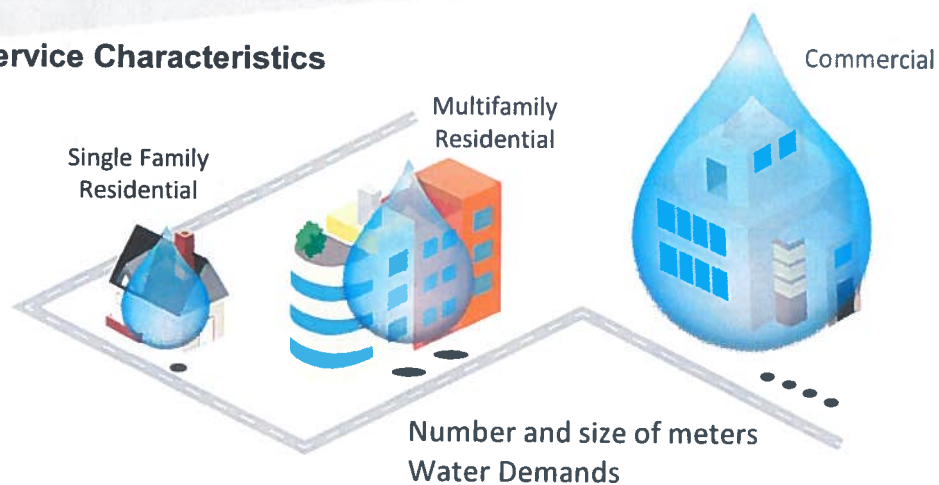 ervice Characteristics
Commercial
Multifamily
Residential
Single Family
Residential
Number and size of meters
Water Demands